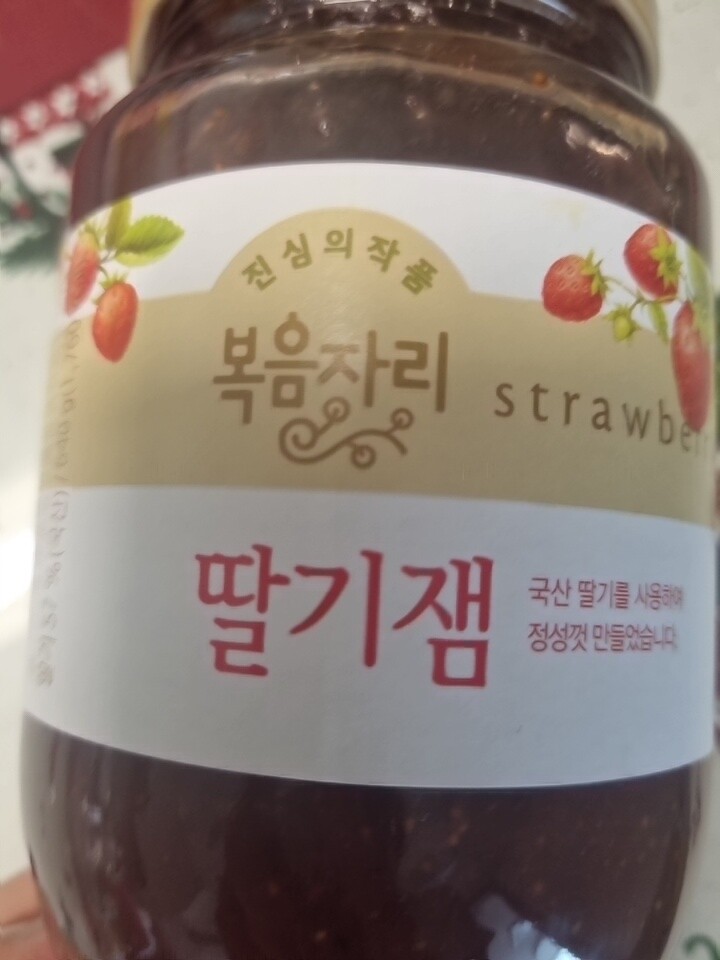 진심의작품
복음자리
strawber
딸기잼
국산 딸기를 사용하여
정성껏 만들었습니다.